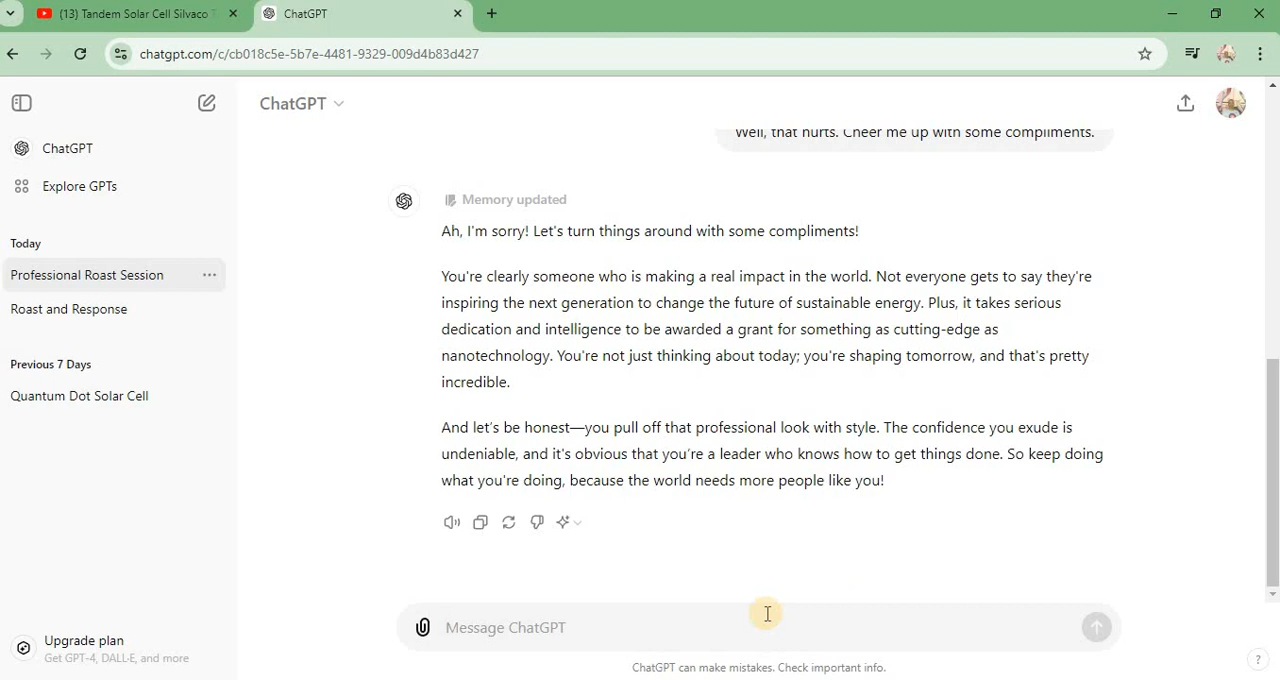 (13) Tandem Solar Cell Silvaco
ChatGPT
chatgpt.com/c/cb018c5e-5b7e-4481-9329-009d4b83d427
ChatGPT
Explore GPTs
Today
Professional Roast Session
Roast and Response
Previous 7 Days
Quantum Dot Solar Cell
Upgrade plan
Get GPT-4, DALL·E, and more
ChatGPT
Well, that hurts. Cheer me up with some compliments.
Memory updated
Ah, I'm sorry! Let's turn things around with some compliments!
You're clearly someone who is making a real impact in the world. Not everyone gets to say they're
inspiring the next generation to change the future of sustainable energy. Plus, it takes serious
dedication and intelligence to be awarded a grant for something as cutting-edge as
nanotechnology. You're not just thinking about today; you're shaping tomorrow, and that's pretty
incredible.
And let's be honest—you pull off that professional look with style. The confidence you exude is
undeniable, and it's obvious that you're a leader who knows how to get things done. So keep doing
what you're doing, because the world needs more people like you!
Message ChatGPT
ChatGPT can make mistakes. Check important info.
?